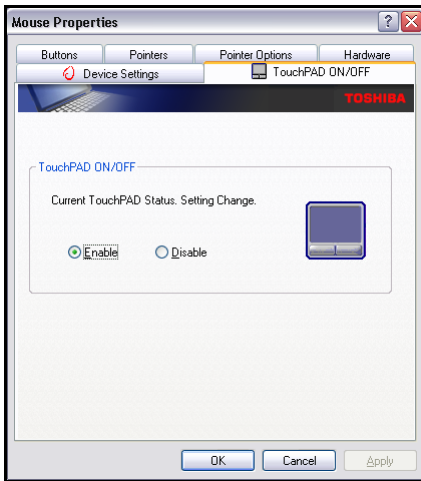 Mouse Properties
Buttons Pointers Pointer Options Hardware
Device Settings TouchPAD ON/OFF
TOSHIBA
TouchPAD ON/OFF
Current TouchPAD Status. Setting Change.
Enable Disable
OK Cancel Apply